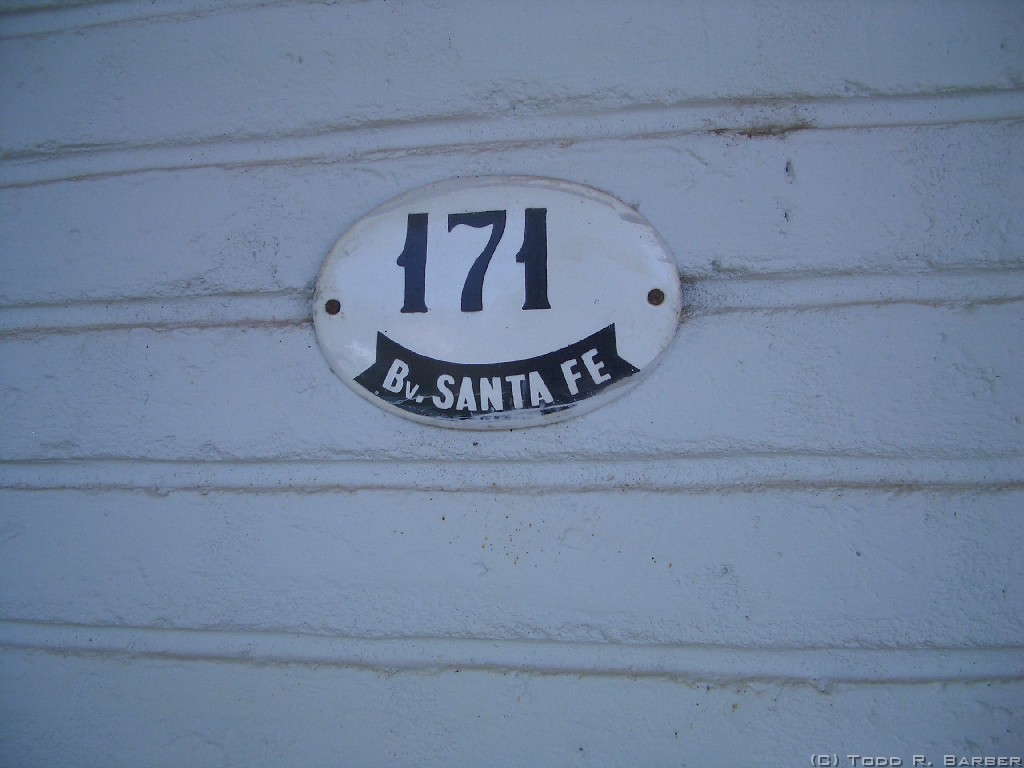 171
Bv. SANTA FE
(C) TODD R. BARBER